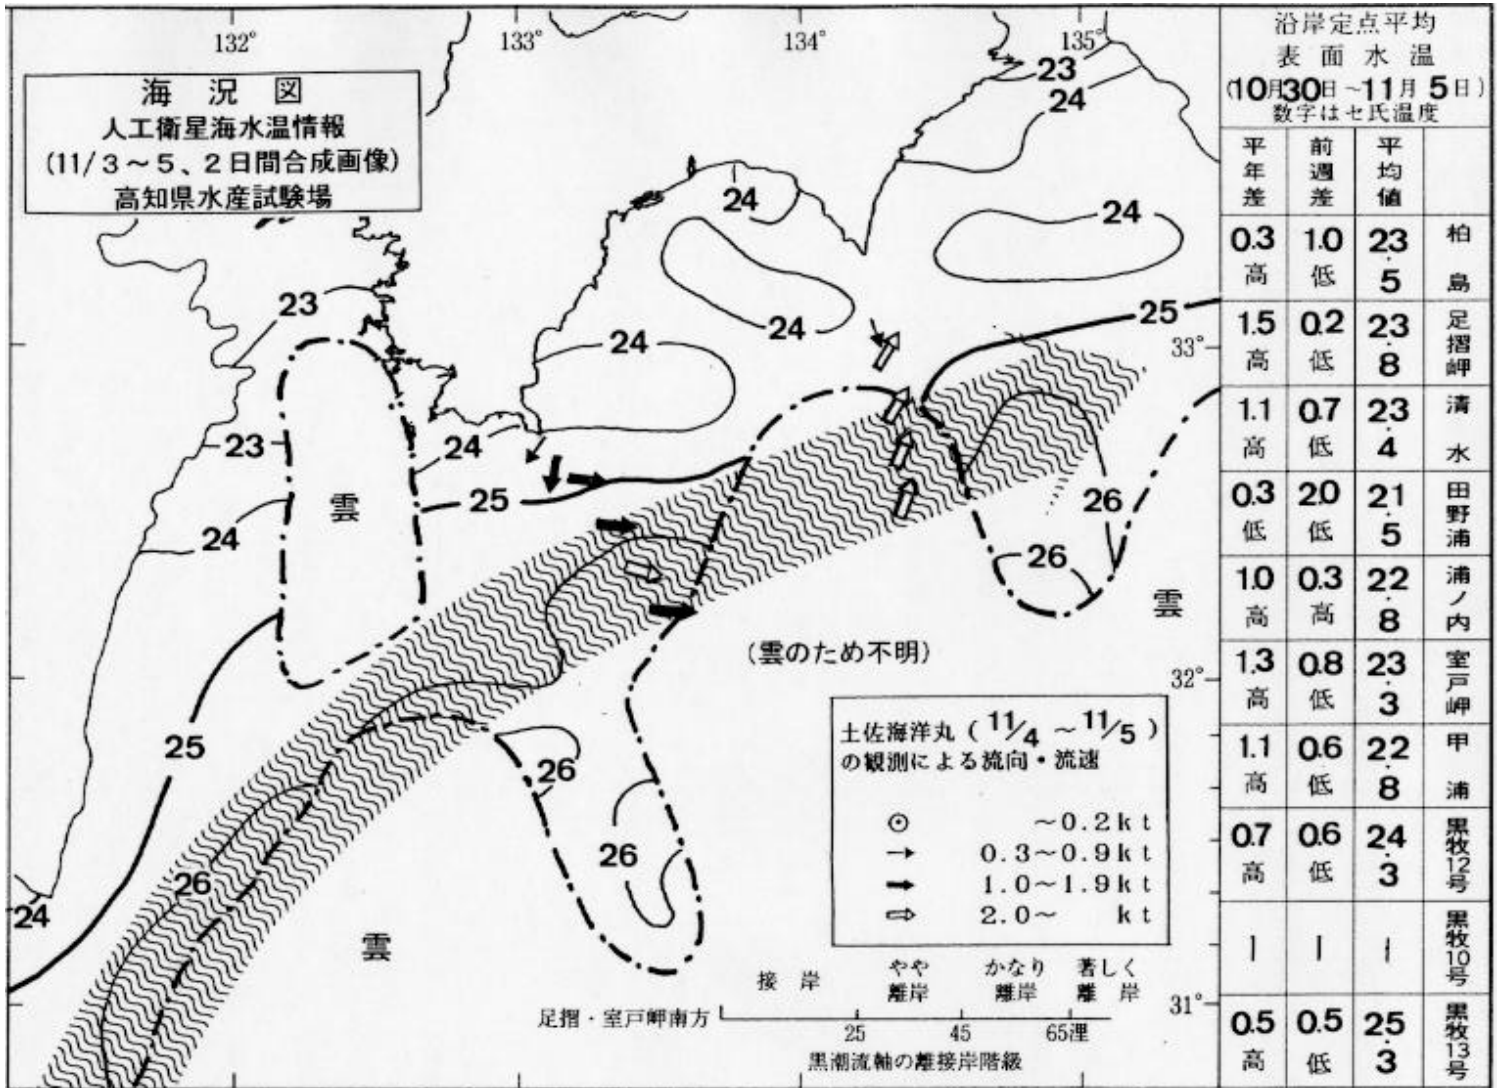 132°
133°
134°
135°
海況図
人工衛星海水温情報
(11/3～5、2日間合成画像)
高知県水産試験場
23
24
24
24
23
24
24
25
33°
23
24
25
雲
24
26
26
雲
(雲のため不明)
32°
25
26
26
26
24
雲
31°
土佐海洋丸(11/4～11/5)
の観測による流向・流速
～0.2kt
0.3～0.9kt
1.0～1.9kt
2.0～ kt
接岸 やや離岸 かなり離岸 著しく離岸
足摺・室戸岬南方
25 45 65浬
黒潮流軸の離接岸階級
沿岸定点平均
表面水温
(10月30日～11月5日)
数字はセ氏温度
平年差 前週差 平均値
0.3高 1.0低 23.5 柏島
1.5高 0.2低 23.8 足摺岬
1.1高 0.7低 23.4 清水
0.3低 2.0低 21.5 田野浦
1.0高 0.3高 22.8 浦ノ内
1.3高 0.8低 23.3 室戸岬
1.1高 0.6低 22.8 甲浦
0.7高 0.6低 24.3 黒牧12号
| | | 黒牧10号
0.5高 0.5低 25.3 黒牧13号